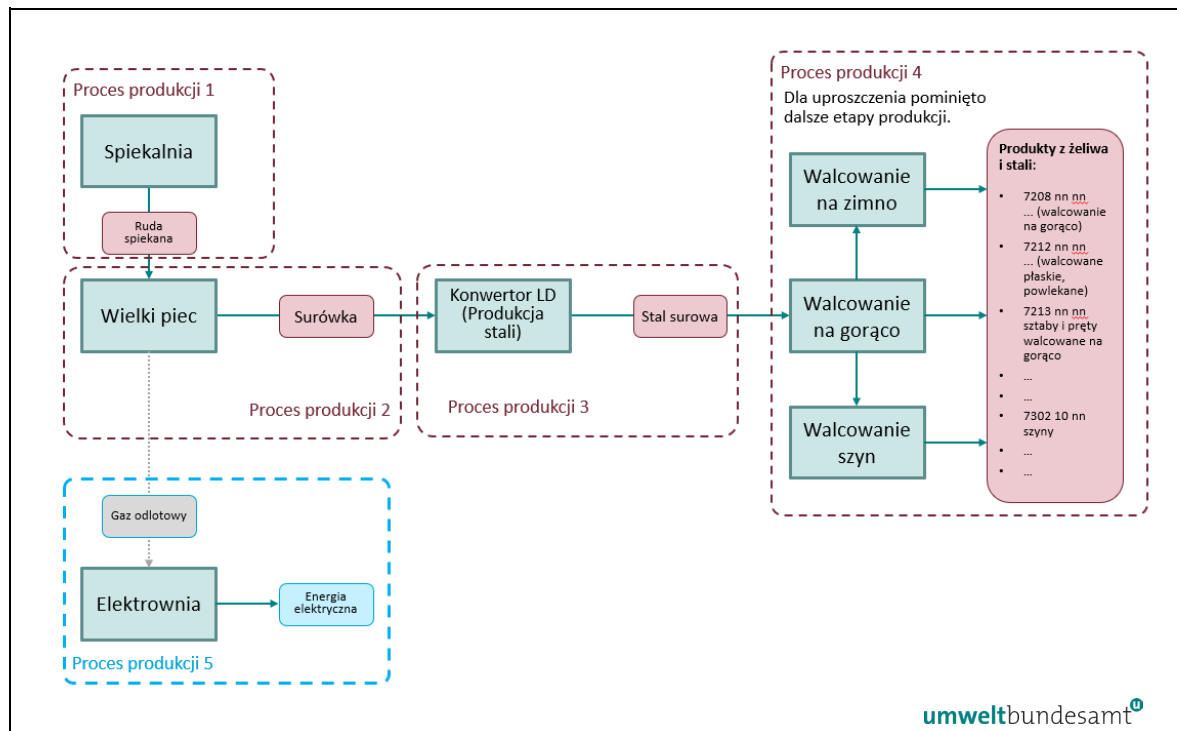 Proces produkcji 1
Spiekalnia
Ruda
spiekana
Wielki piec
Surówka
Proces produkcji 2
Konwertor LD
(Produkcja
stali)
Stal surowa
Proces produkcji 3
Proces produkcji 4
Dla uproszczenia pominięto
dalsze etapy produkcji.
Walcowanie
na zimno
Walcowanie
na gorąco
Walcowanie
szyn
Produkty z żeliwa
i stali:
• 7208 nn nn
... (walcowanie
na gorąco)
• 7212 nn nn
... (walcowane
płaskie,
powlekane)
• 7213 nn nn
sztaby i pręty
walcowane na
gorąco
• ...
• ...
• 7302 10 nn
szyny
• ...
• ...
Gaz odlotowy
Elektrownia
Energia
elektryczna
Proces produkcji 5
umweltbundesamt u